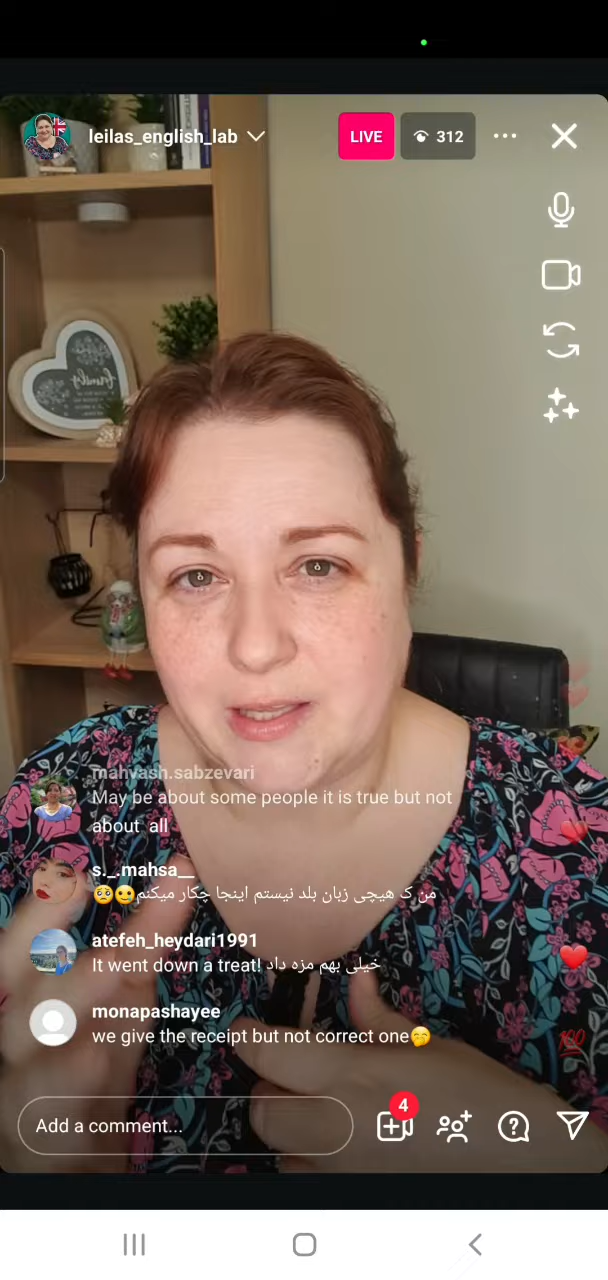 leilas_english_lab
LIVE
312
family
mahvash.sabzevari
May be about some people it is true but not
about all
s._.mahsa__
من ک هیچی زبان بلد نیستم اینجا چکار میکنم🥲🥺
atefeh_heydari1991
It went down a treat! خیلی بهم مزه داد
monapashayee
we give the receipt but not correct one🤭
💯
Add a comment...
4